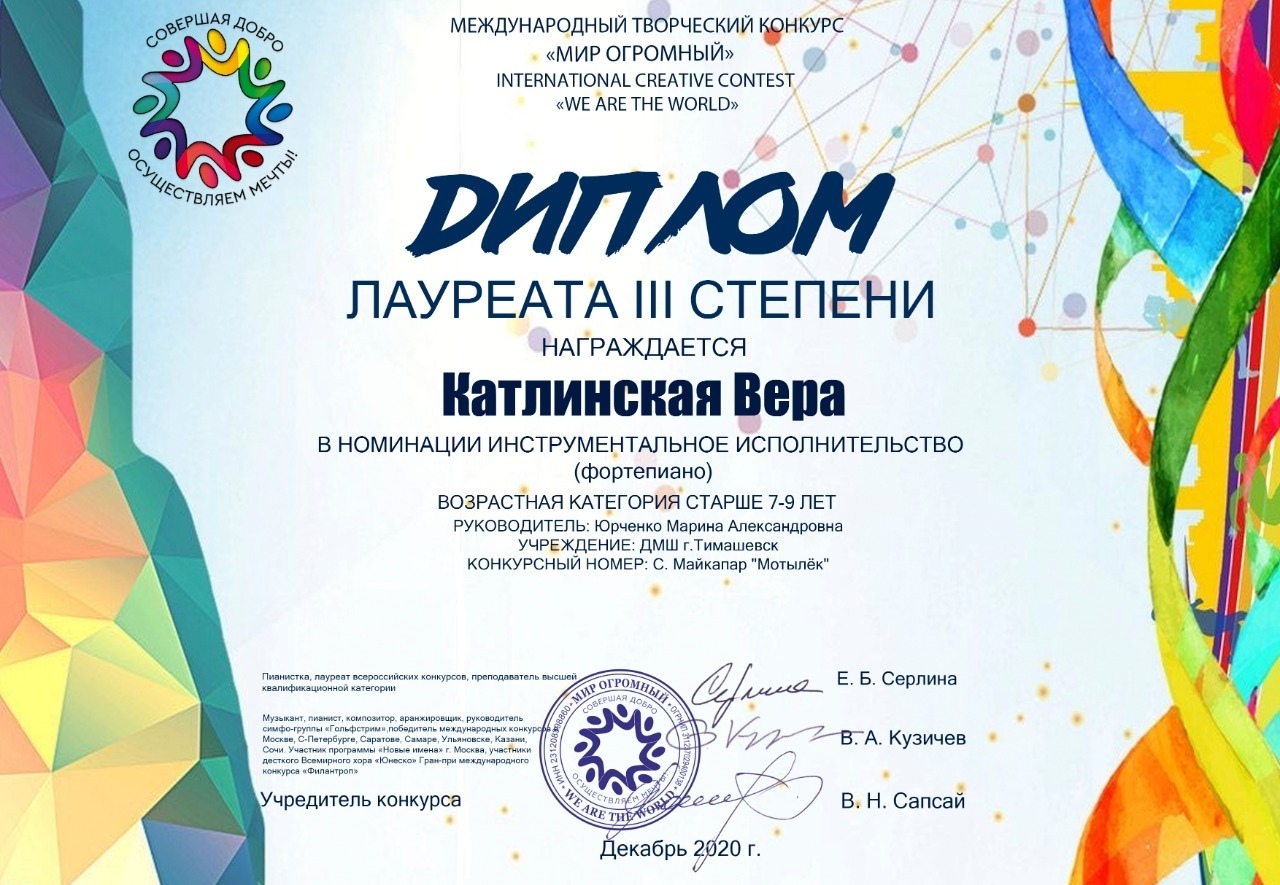 СОВЕРШАЯ ДОБРО
ОСУЩЕСТВЛЯЕМ МЕЧТЫ!
МЕЖДУНАРОДНЫЙ ТВОРЧЕСКИЙ КОНКУРС
«МИР ОГРОМНЫЙ»
INTERNATIONAL CREATIVE CONTEST
«WE ARE THE WORLD»
ДИПЛОМ
ЛАУРЕАТА III СТЕПЕНИ
НАГРАЖДАЕТСЯ
Катлинская Вера
В НОМИНАЦИИ ИНСТРУМЕНТАЛЬНОЕ ИСПОЛНИТЕЛЬСТВО
(фортепиано)
ВОЗРАСТНАЯ КАТЕГОРИЯ СТАРШЕ 7-9 ЛЕТ
РУКОВОДИТЕЛЬ: Юрченко Марина Александровна
УЧРЕЖДЕНИЕ: ДМШ г.Тимашевск
КОНКУРСНЫЙ НОМЕР: С. Майкапар "Мотылёк"
Пианистка, лауреат всероссийских конкурсов, преподаватель высшей
квалификационной категории
Е. Б. Серлина
Музыкант, пианист, композитор, аранжировщик, руководитель
симфо-группы «Гольфстрим»,победитель международных конкурсов в
Москве, С-Петербурге, Саратове, Самаре, Ульяновске, Казани,
Сочи. Участник программы «Новые имена» г. Москва, участники
десткого Всемирного хора «Юнеско» Гран-при международного
конкурса «Филантроп»
В. А. Кузичев
Учредитель конкурса
В. Н. Сапсай
МИР ОГРОМНЫЙ
WE ARE THE WORLD
СОВЕРШАЯ ДОБРО
ОСУЩЕСТВЛЯЕМ МЕЧТЫ!
Декабрь 2020 г.